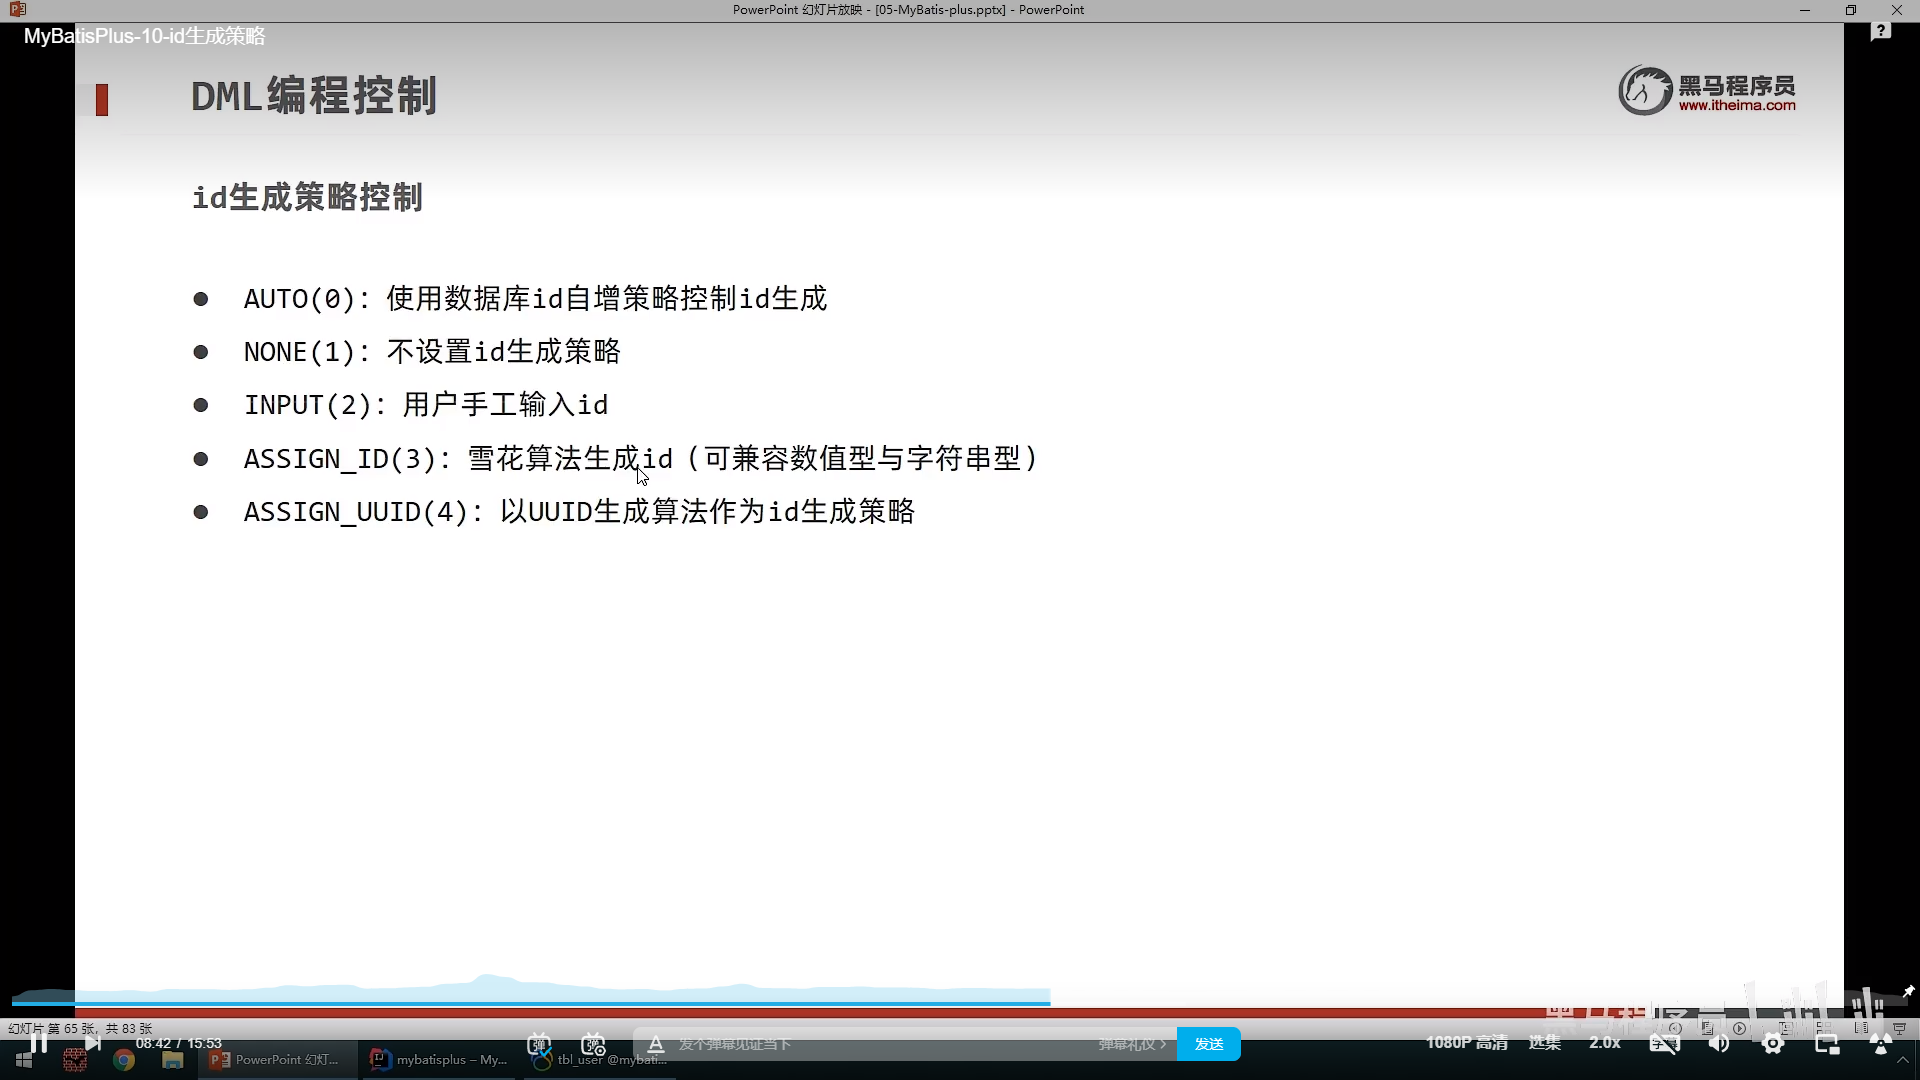 PowerPoint 幻灯片放映 - [05-MyBatis-plus.pptx] - PowerPoint
MyBatisPlus-10-id生成策略
DML编程控制
黑马程序员
www.itheima.com
id生成策略控制
AUTO(0): 使用数据库id自增策略控制id生成
NONE(1): 不设置id生成策略
INPUT(2): 用户手工输入id
ASSIGN_ID(3): 雪花算法生成id（可兼容数值型与字符串型）
ASSIGN_UUID(4): 以UUID生成算法作为id生成策略
幻灯片 第 65 张，共 83 张
08:42 / 15:53
发个弹幕见证当下
弹幕礼仪
发送
1080P 高清
选集
2.0x
PowerPoint 幻灯...
mybatisplus – My...
tbl_user @mybati...